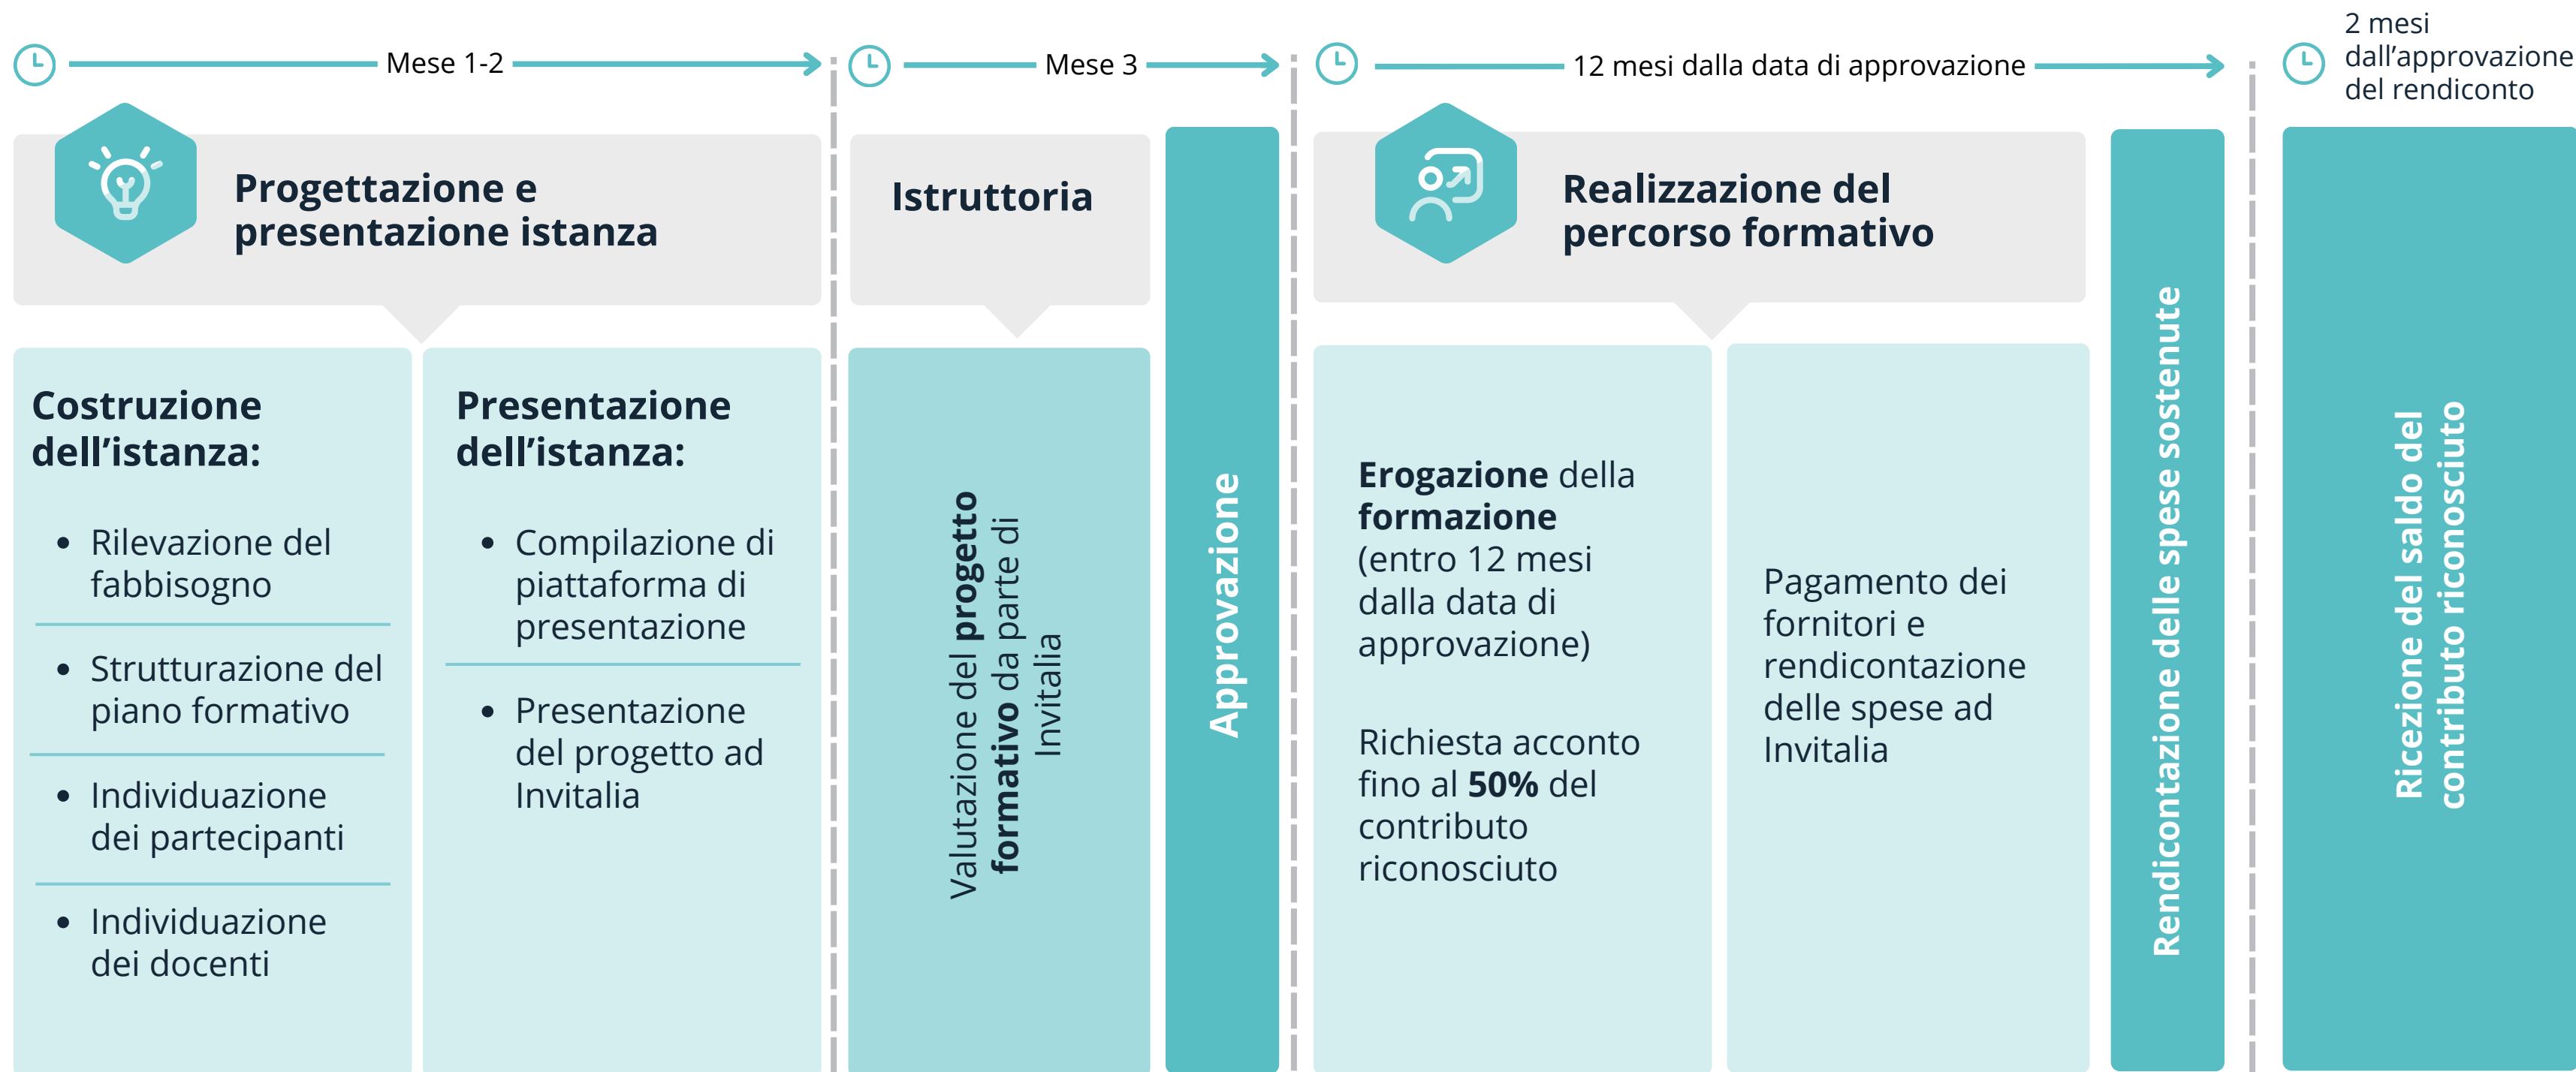 Mese 1-2
Progettazione e
presentazione istanza
Costruzione
dell’istanza:
• Rilevazione del
fabbisogno
• Strutturazione del
piano formativo
• Individuazione
dei partecipanti
• Individuazione
dei docenti
Presentazione
dell’istanza:
• Compilazione di
piattaforma di
presentazione
• Presentazione
del progetto ad
Invitalia
Mese 3
Istruttoria
Valutazione del progetto
formativo da parte di
Invitalia
Approvazione
12 mesi dalla data di approvazione
Realizzazione del
percorso formativo
Erogazione della
formazione
(entro 12 mesi
dalla data di
approvazione)
Richiesta acconto
fino al 50% del
contributo
riconosciuto
Pagamento dei
fornitori e
rendicontazione
delle spese ad
Invitalia
Rendicontazione delle spese sostenute
2 mesi
dall’approvazione
del rendiconto
Ricezione del saldo del
contributo riconosciuto